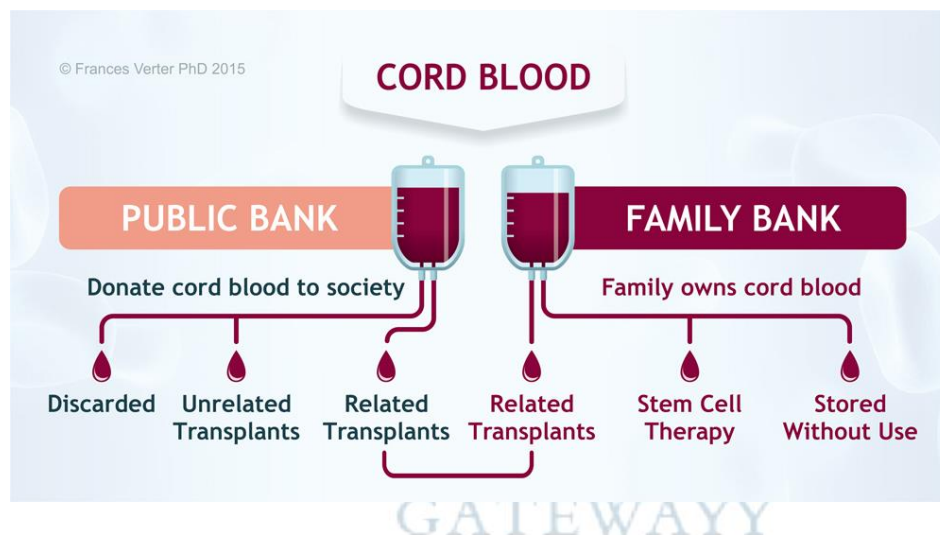 © Frances Verter PhD 2015
CORD BLOOD
PUBLIC BANK
FAMILY BANK
Donate cord blood to society
Family owns cord blood
Discarded
Unrelated
Transplants
Related
Transplants
Related
Transplants
Stem Cell
Therapy
Stored
Without Use
GATEWAYY